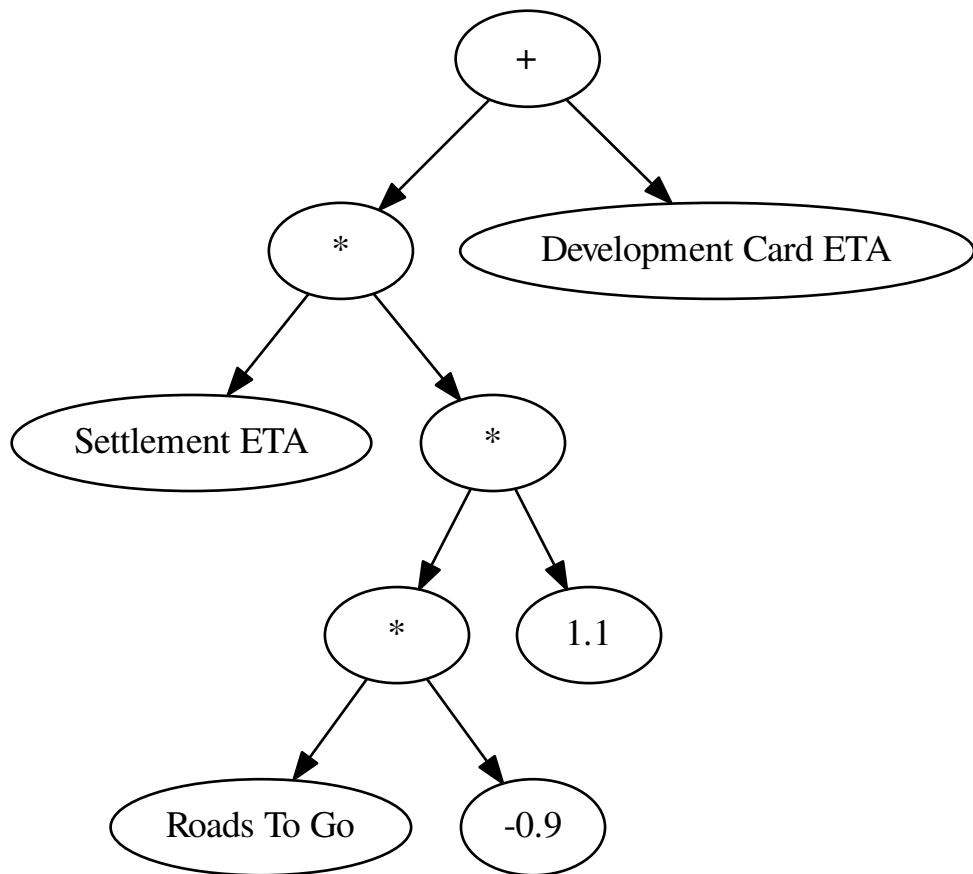 +
*
Development Card ETA
Settlement ETA
*
*
1.1
Roads To Go
-0.9